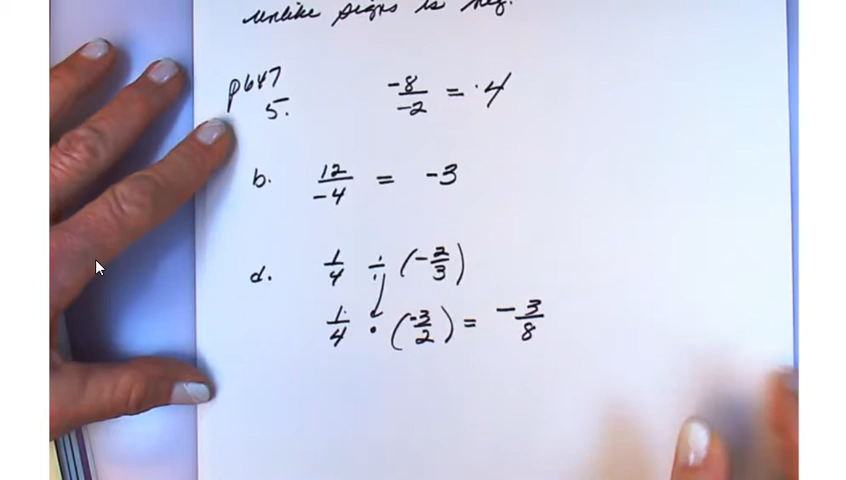 unlike signs is neg.
p647
5. -8/-2 = 4
b. 12/-4 = -3
d. 1/4 ÷ (-2/3)
1/4 • (-3/2) = -3/8